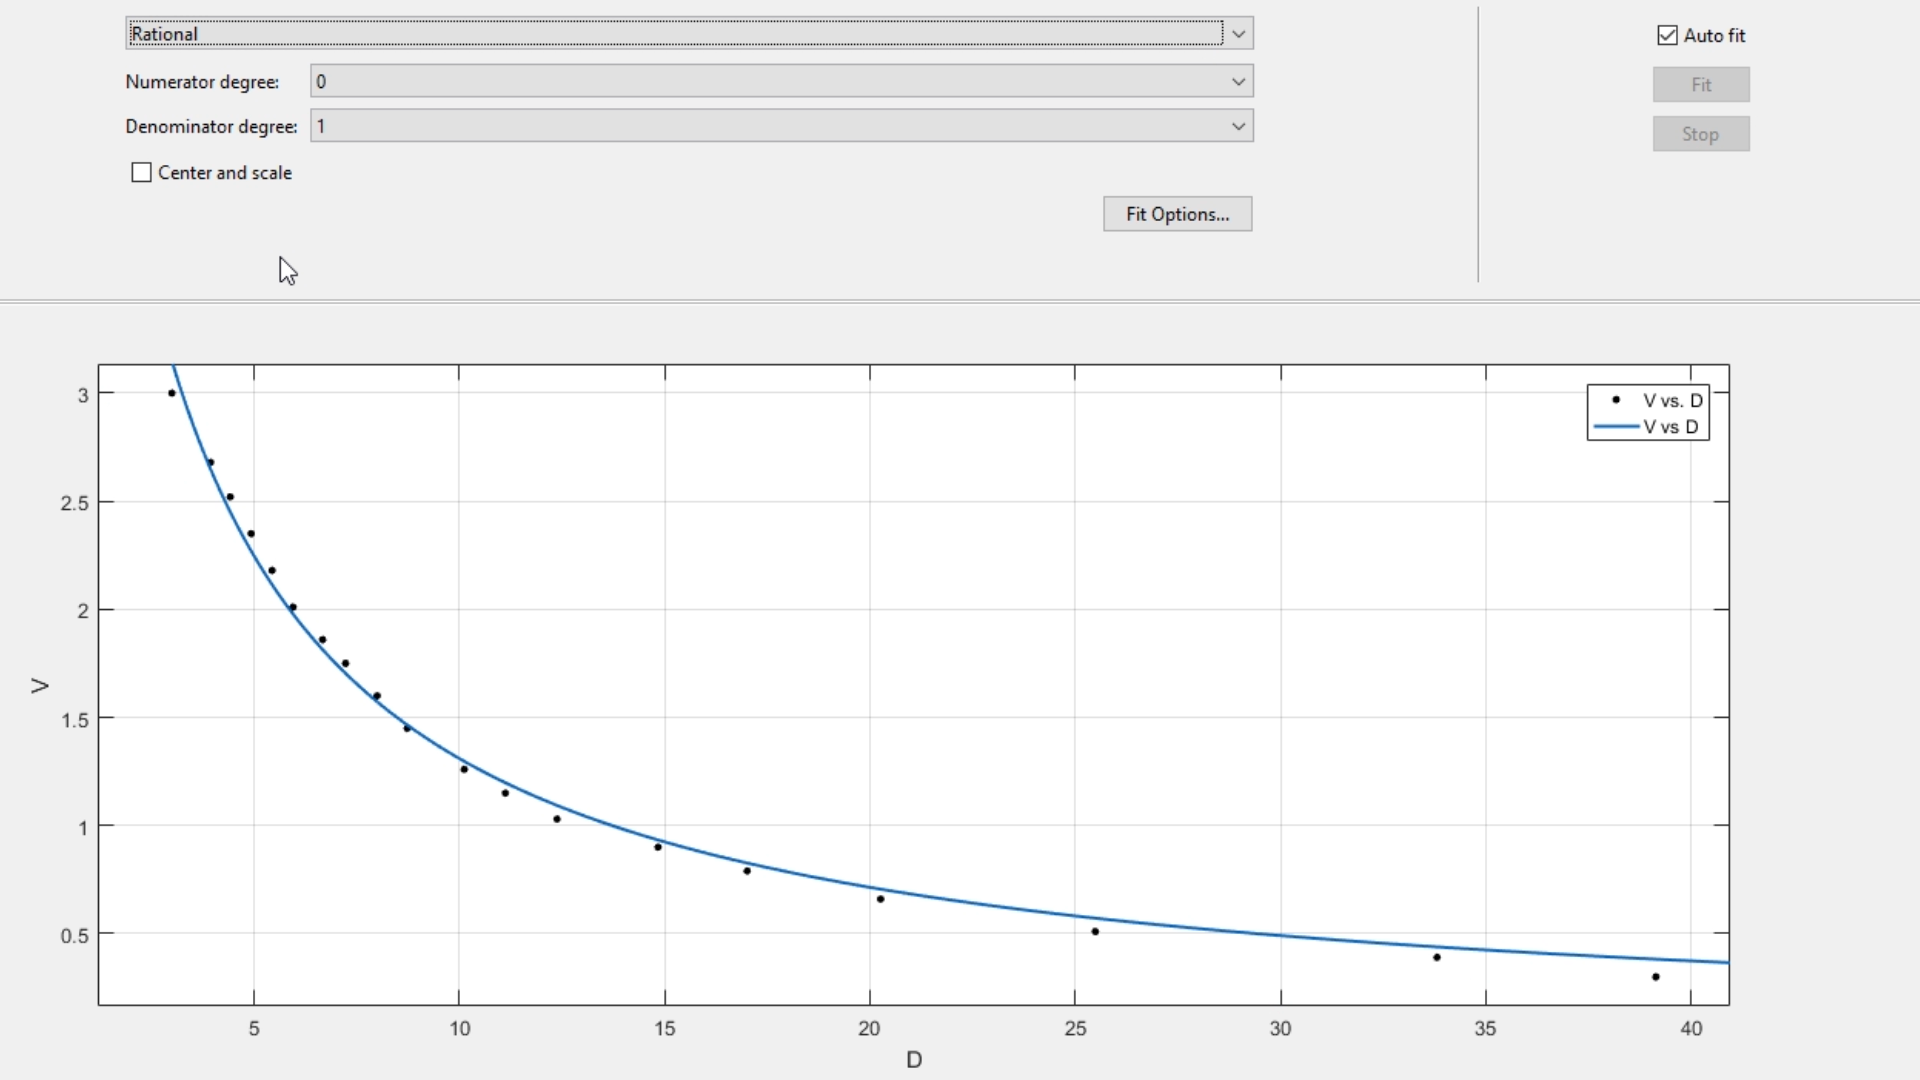 Rational
Auto fit
Numerator degree: 0
Fit
Denominator degree: 1
Stop
Center and scale
Fit Options...
V vs. D
V vs D
3
2.5
2
1.5
1
0.5
V
5 10 15 20 25 30 35 40
D